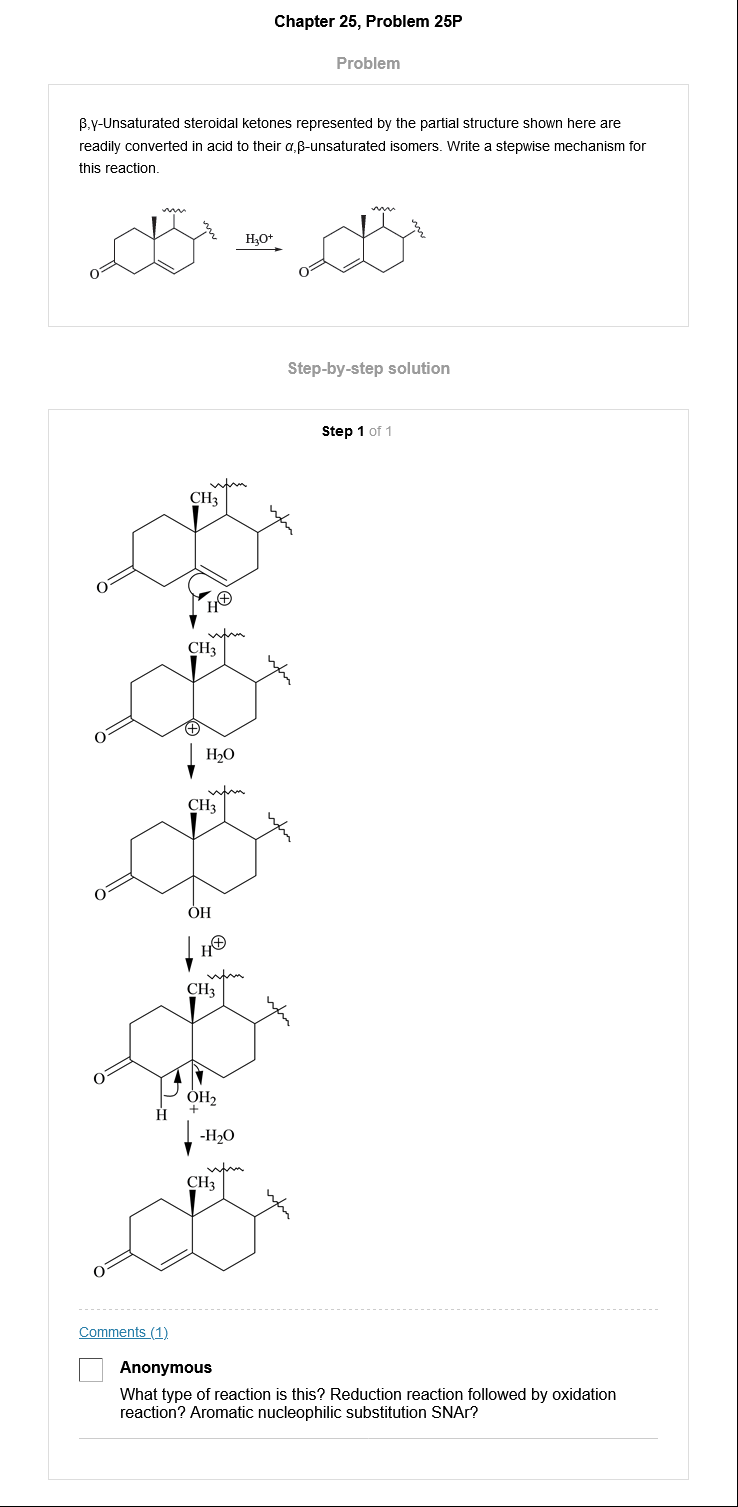 Chapter 25, Problem 25P
Problem
β,γ-Unsaturated steroidal ketones represented by the partial structure shown here are
readily converted in acid to their α,β-unsaturated isomers. Write a stepwise mechanism for
this reaction.
H₃O⁺
O
O
Step-by-step solution
Step 1 of 1
CH₃
O
H⊕
CH₃
⊕
O
H₂O
CH₃
O
OH
H⊕
CH₃
O
OH₂
H
+
-H₂O
CH₃
O
Comments (1)
Anonymous
What type of reaction is this? Reduction reaction followed by oxidation
reaction? Aromatic nucleophilic substitution SNAr?